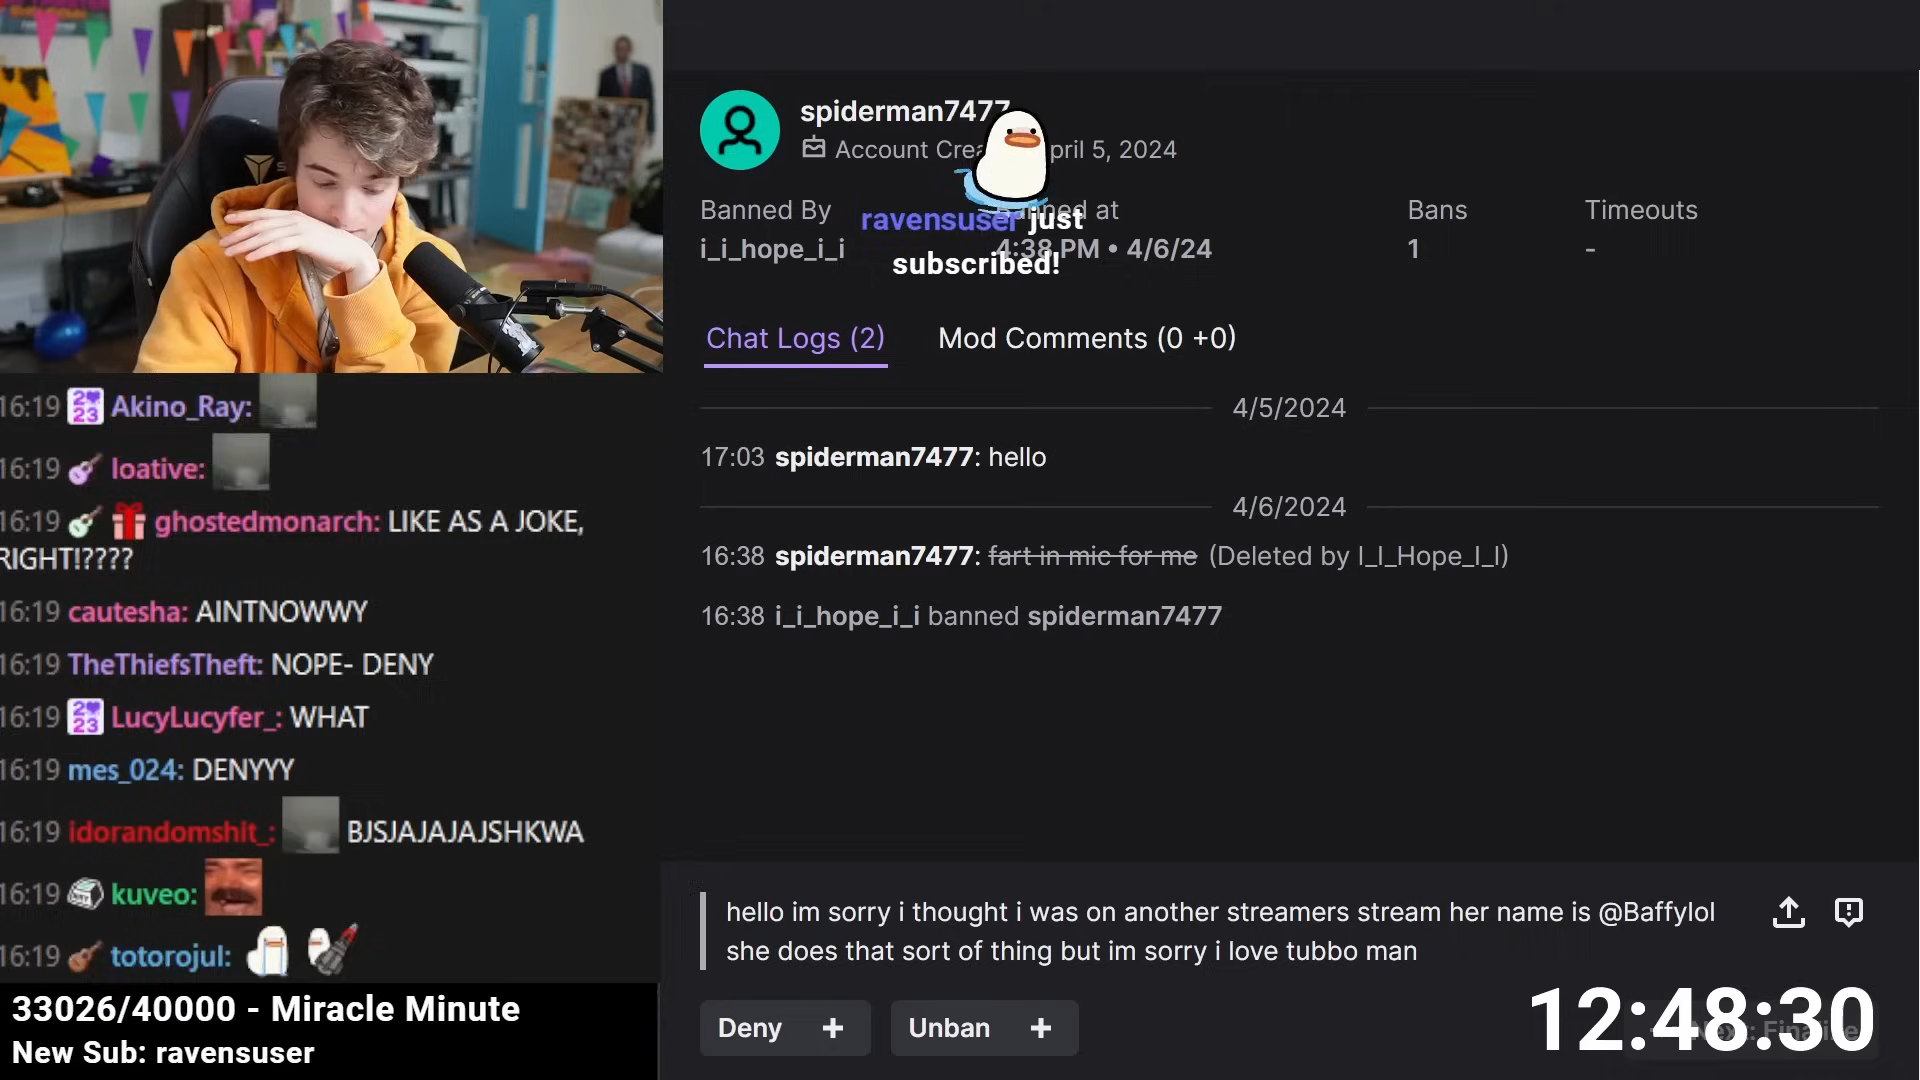 spiderman7477
Account Crea pril 5, 2024
Banned By
i_i_hope_i_i
ravensuser just
subscribed!
Banned at
4:38 PM • 4/6/24
Bans
1
Timeouts
-
Chat Logs (2)
Mod Comments (0 +0)
4/5/2024
17:03 spiderman7477: hello
4/6/2024
16:38 spiderman7477: fart in mic for me (Deleted by I_I_Hope_I_I)
16:38 i_i_hope_i_i banned spiderman7477
hello im sorry i thought i was on another streamers stream her name is @Baffylol
she does that sort of thing but im sorry i love tubbo man
Deny +
Unban +
12:48:30
16:19 Akino_Ray:
16:19 loative:
16:19 ghostedmonarch: LIKE AS A JOKE,
RIGHT!????
16:19 cautesha: AINTNOWWY
16:19 TheThiefsTheft: NOPE- DENY
16:19 LucyLucyfer_: WHAT
16:19 mes_024: DENYYY
16:19 idorandomshit_: BJSJAJAJAJSHKWA
16:19 kuveo:
16:19 totorojul:
33026/40000 - Miracle Minute
New Sub: ravensuser